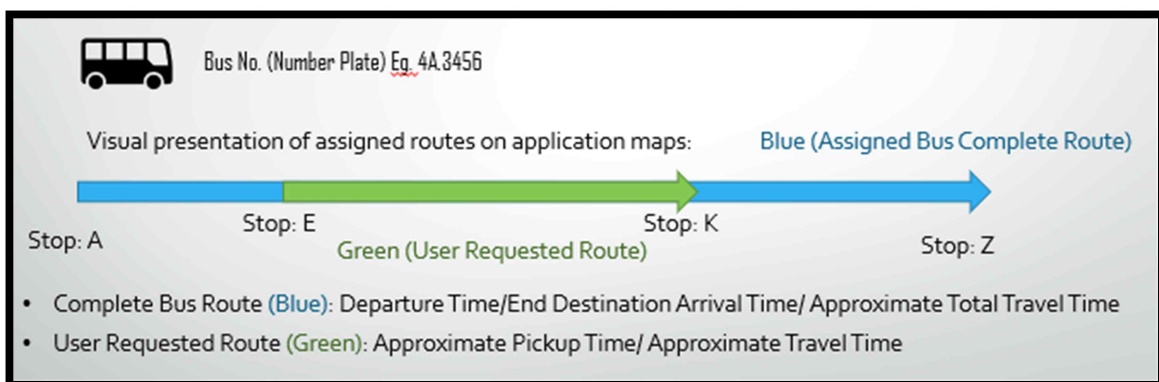 Bus No. (Number Plate) Eg. 4A.3456
Visual presentation of assigned routes on application maps:
Blue (Assigned Bus Complete Route)
Stop: A
Stop: E
Green (User Requested Route)
Stop: K
Stop: Z
• Complete Bus Route (Blue): Departure Time/End Destination Arrival Time/ Approximate Total Travel Time
• User Requested Route (Green): Approximate Pickup Time/ Approximate Travel Time